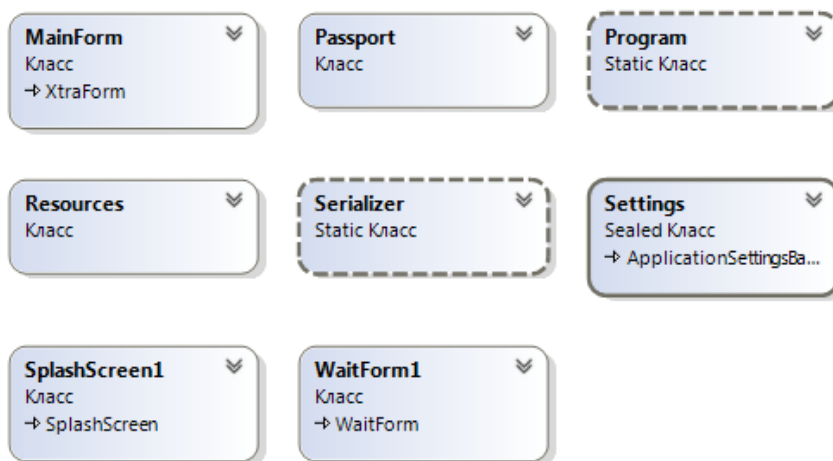 MainForm
Класс
XtraForm
Passport
Класс
Program
Static Класс
Resources
Класс
Serializer
Static Класс
Settings
Sealed Класс
ApplicationSettingsBa...
SplashScreen1
Класс
SplashScreen
WaitForm1
Класс
WaitForm